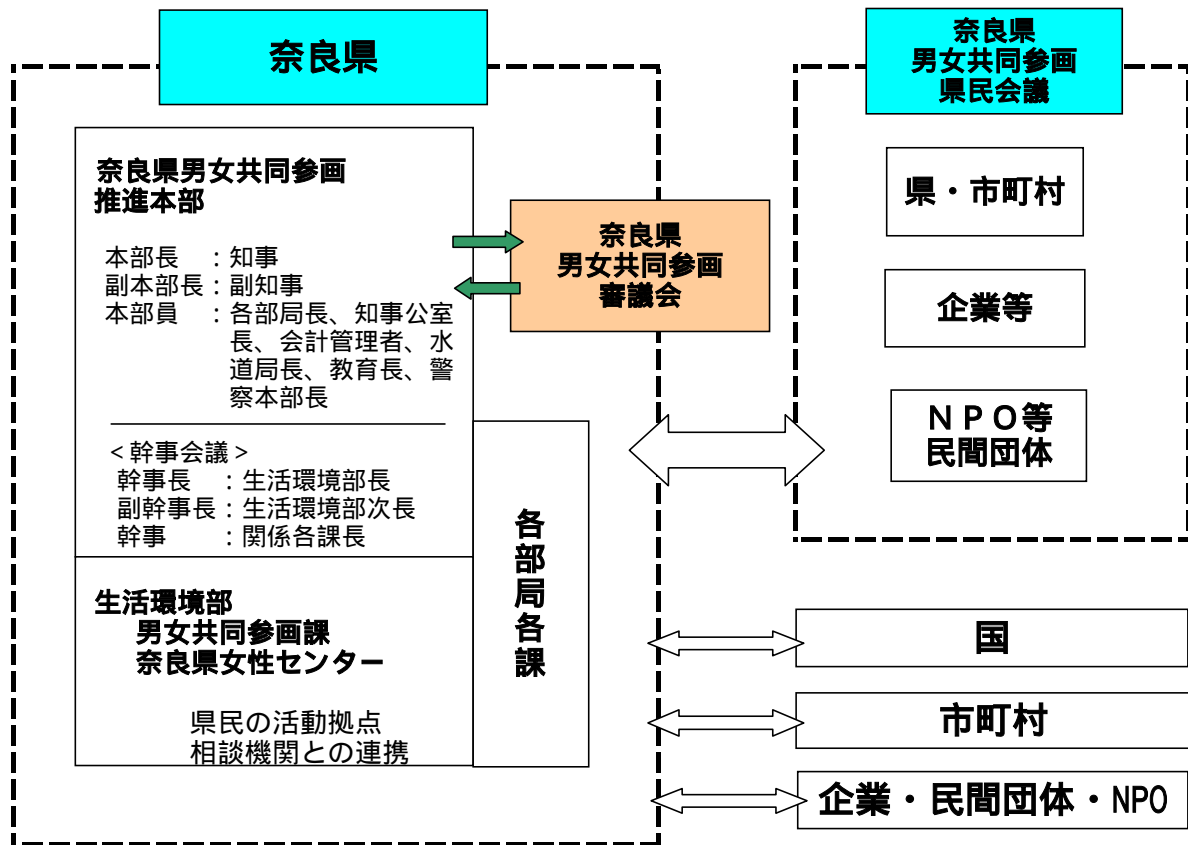 奈良県
奈良県男女共同参画
推進本部
本部長　：知事
副本部長：副知事
本部員　：各部局長、知事公室
長、会計管理者、水
道局長、教育長、警
察本部長
＜幹事会議＞
幹事長　：生活環境部長
副幹事長：生活環境部次長
幹事　　：関係各課長
生活環境部
男女共同参画課
奈良県女性センター
県民の活動拠点
相談機関との連携
各部局各課
奈良県
男女共同参画
審議会
奈良県
男女共同参画
県民会議
県・市町村
企業等
ＮＰＯ等
民間団体
国
市町村
企業・民間団体・NPO